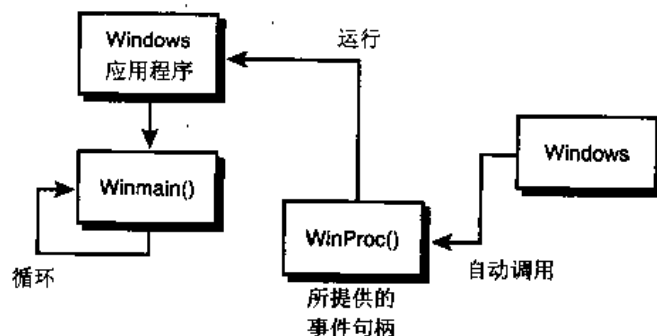 Windows
应用程序
运行
Winmain()
Windows
循环
WinProc()
自动调用
所提供的
事件句柄